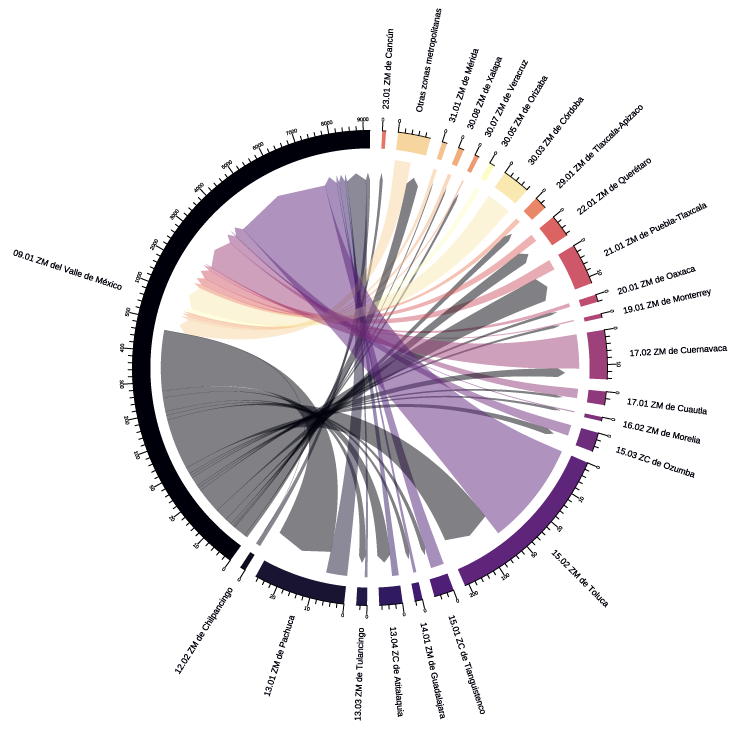 23.01 ZM de Cancún
Otras zonas metropolitanas
31.01 ZM de Mérida
30.08 ZM de Xalapa
30.07 ZM de Veracruz
30.05 ZM de Orizaba
30.03 ZM de Córdoba
29.01 ZM de Tlaxcala-Apizaco
22.01 ZM de Querétaro
21.01 ZM de Puebla-Tlaxcala
20.01 ZM de Oaxaca
19.01 ZM de Monterrey
17.02 ZM de Cuernavaca
17.01 ZM de Cuautla
16.02 ZM de Morelia
15.03 ZC de Ozumba
15.02 ZM de Toluca
15.01 ZC de Tianguistenco
14.01 ZM de Guadalajara
13.04 ZC de Atitalaquia
13.03 ZM de Tulancingo
13.01 ZM de Pachuca
12.02 ZM de Chilpancingo
09.01 ZM del Valle de México